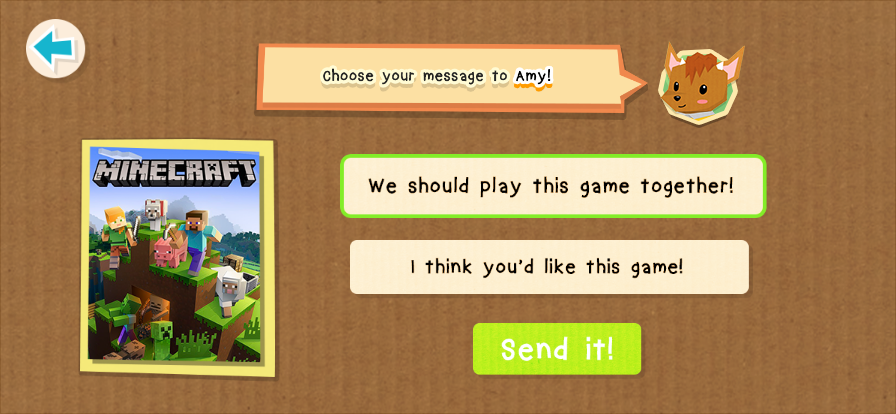 Choose your message to Amy!
MINECRAFT
We should play this game together!
I think you'd like this game!
Send it!